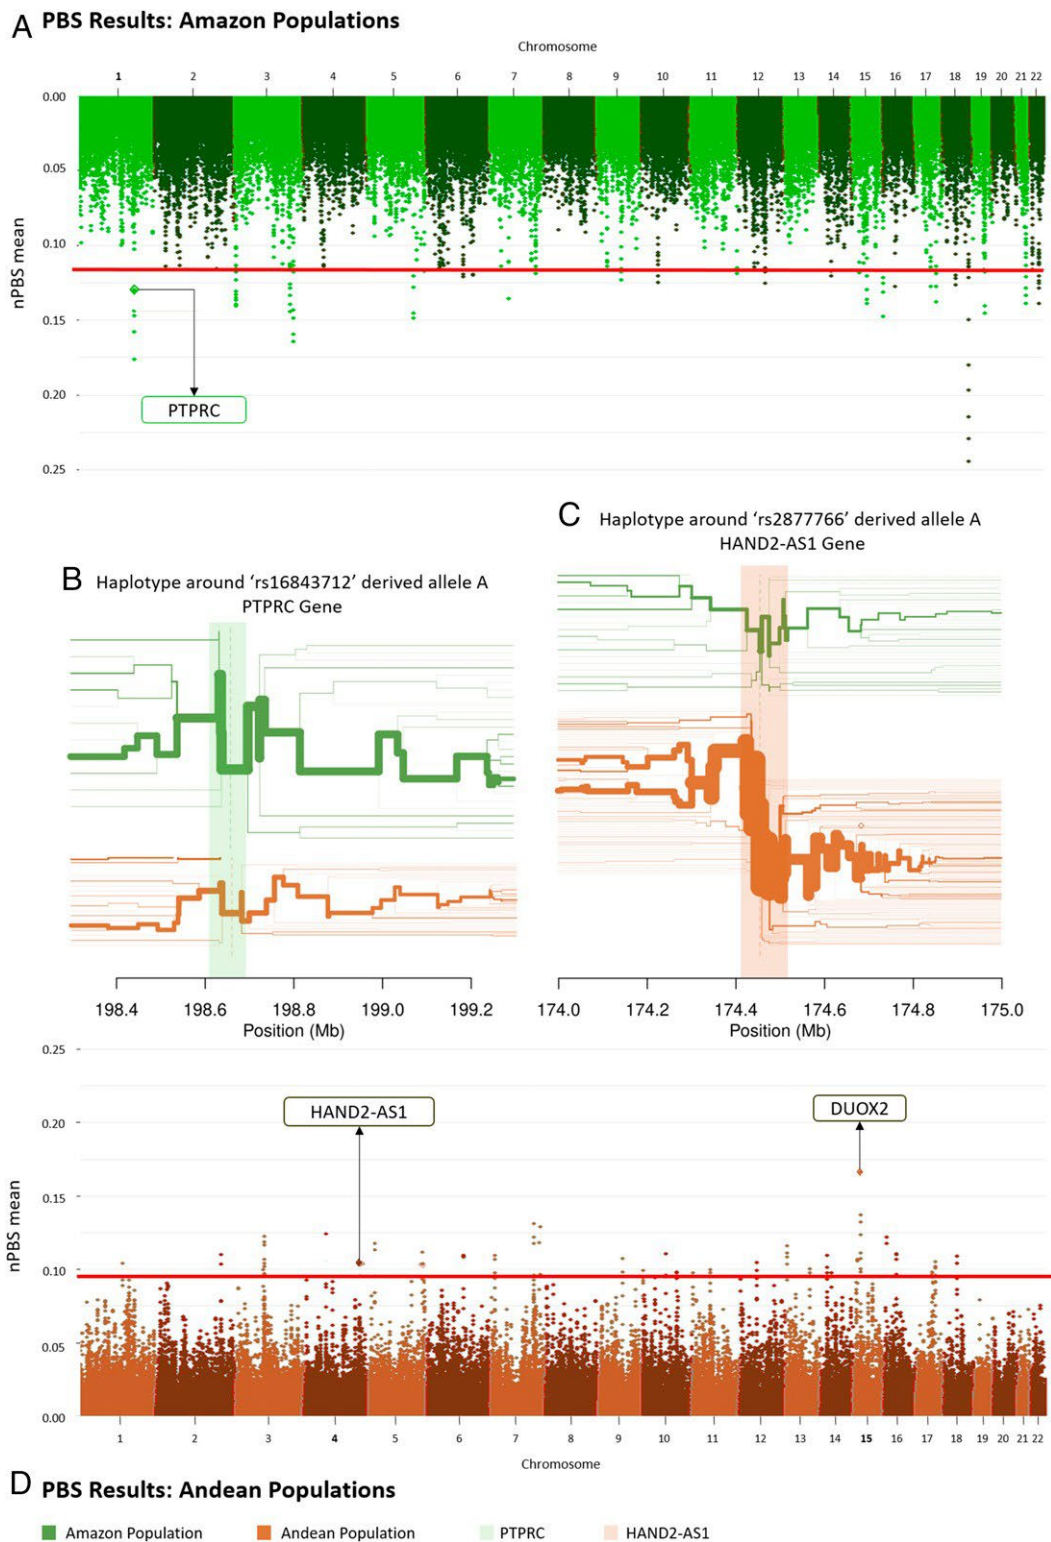 A PBS Results: Amazon Populations
Chromosome
1 2 3 4 5 6 7 8 9 10 11 12 13 14 15 16 17 18 19 20 21 22
0.00
0.05
0.10
0.15
0.20
0.25
nPBS mean
PTPRC
C Haplotype around ‘rs2877766’ derived allele A
HAND2-AS1 Gene
B Haplotype around ‘rs16843712’ derived allele A
PTPRC Gene
198.4 198.6 198.8 199.0 199.2
Position (Mb)
174.0 174.2 174.4 174.6 174.8 175.0
Position (Mb)
0.25
0.20
0.15
0.10
0.05
0.00
nPBS mean
HAND2-AS1
DUOX2
1 2 3 4 5 6 7 8 9 10 11 12 13 14 15 16 17 18 19 20 21 22
Chromosome
D PBS Results: Andean Populations
Amazon Population Andean Population PTPRC HAND2-AS1